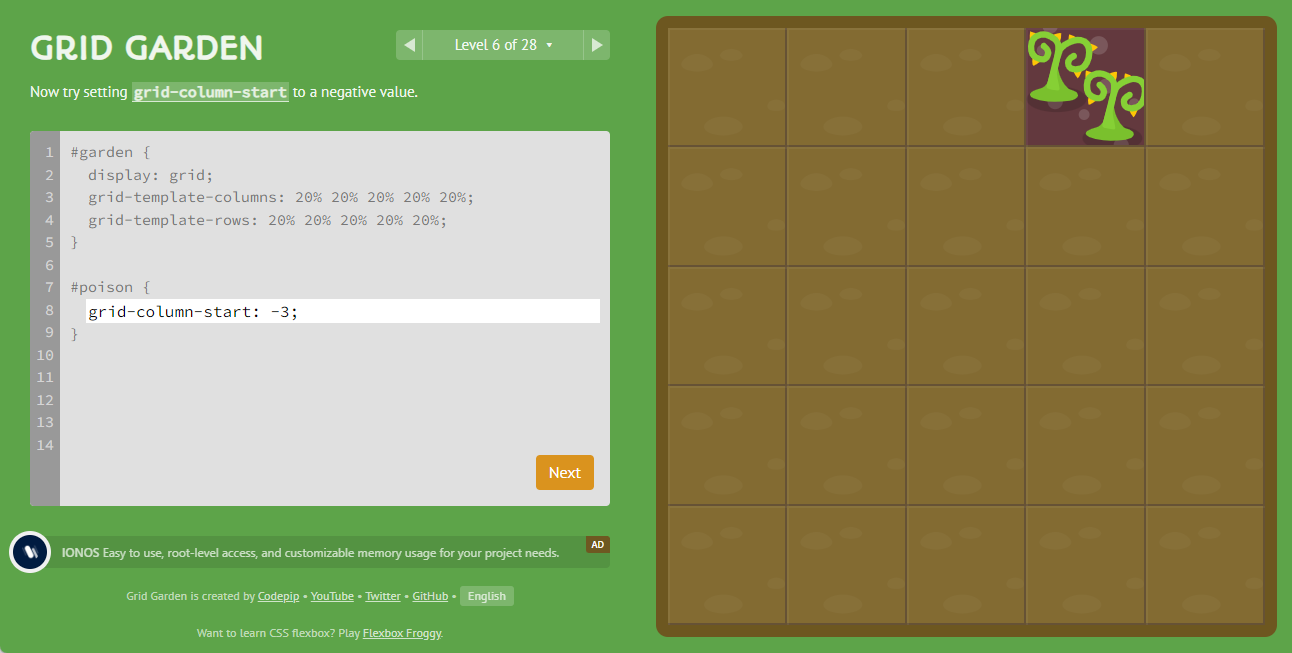 GRID GARDEN
◀ Level 6 of 28 ▾ ▶
Now try setting grid-column-start to a negative value.
1 #garden {
2 display: grid;
3 grid-template-columns: 20% 20% 20% 20% 20%;
4 grid-template-rows: 20% 20% 20% 20% 20%;
5 }
6
7 #poison {
8 grid-column-start: -3;
9 }
10
11
12
13
14
Next
IONOS Easy to use, root-level access, and customizable memory usage for your project needs.
AD
Grid Garden is created by Codepip • YouTube • Twitter • GitHub • English
Want to learn CSS flexbox? Play Flexbox Froggy.